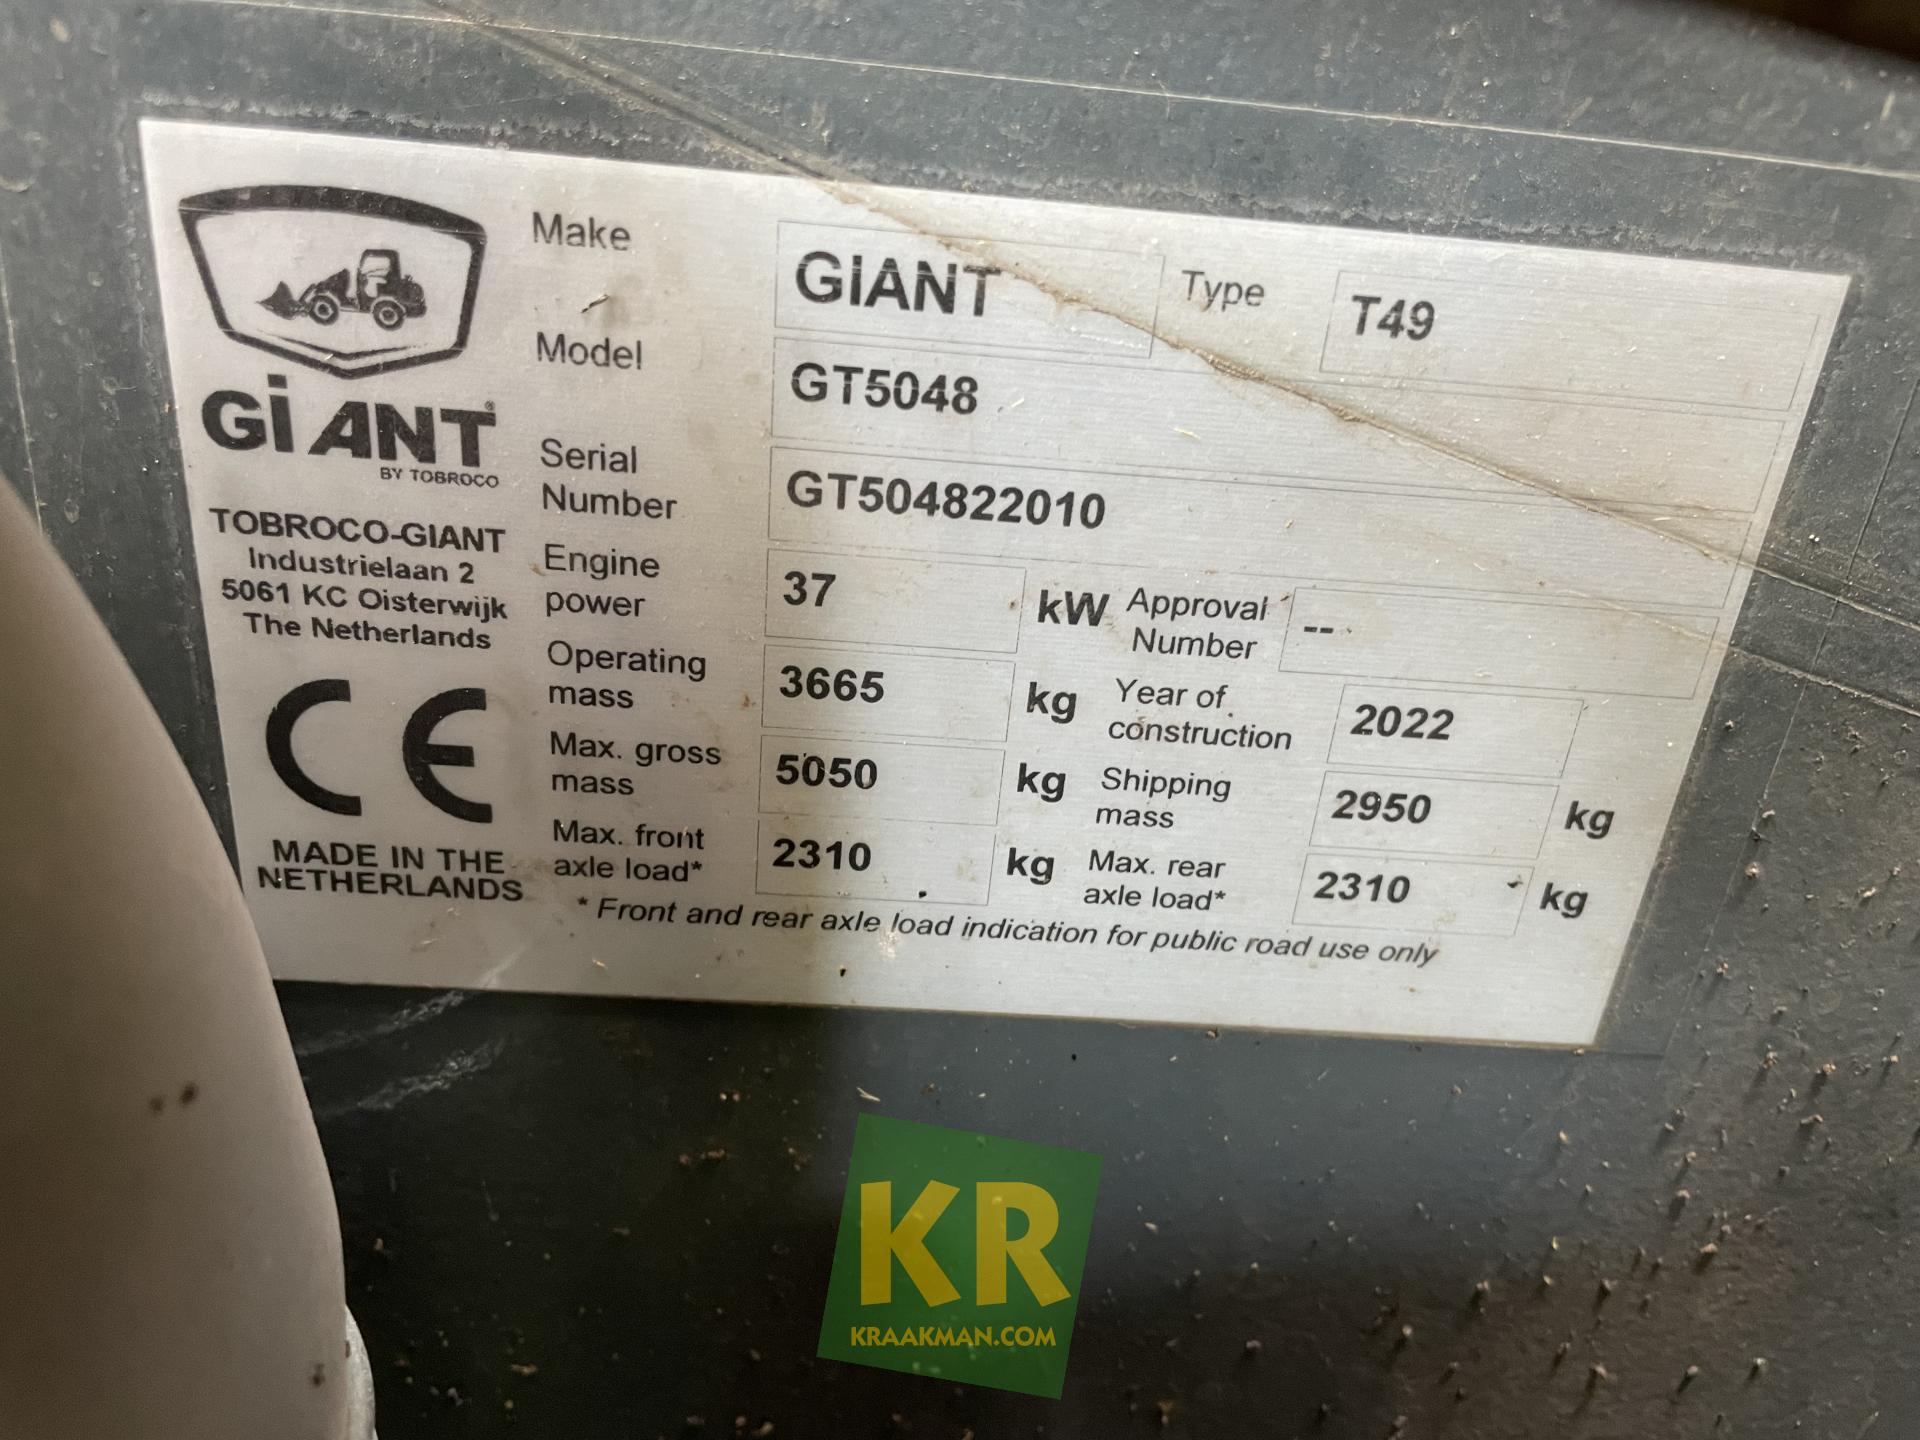 GiANT®
BY TOBROCO
TOBROCO-GIANT
Industrielaan 2
5061 KC Oisterwijk
The Netherlands
CE
MADE IN THE
NETHERLANDS
Make GIANT Type T49
Model GT5048
Serial
Number GT504822010
Engine
power 37 kW Approval
Number --
Operating
mass 3665 kg Year of
construction 2022
Max. gross
mass 5050 kg Shipping
mass 2950 kg
Max. front
axle load* 2310 kg Max. rear
axle load* 2310 kg
* Front and rear axle load indication for public road use only
KR
KRAAKMAN.COM